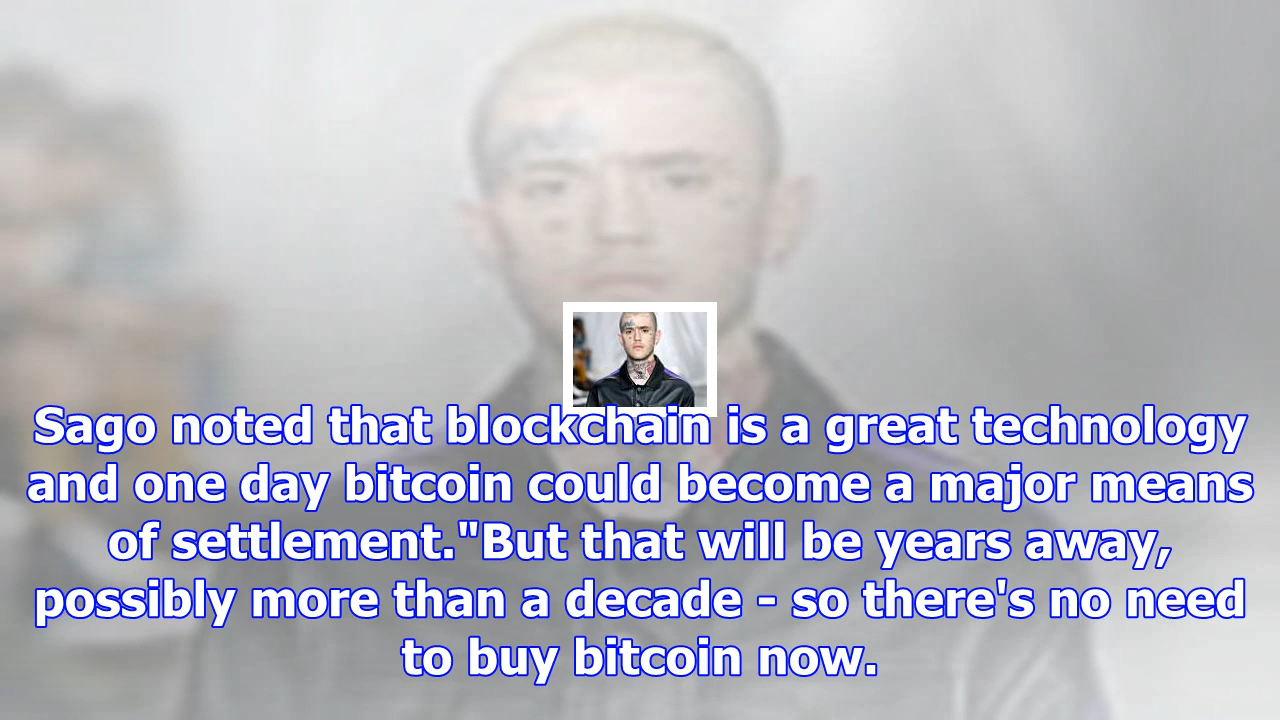 Sago noted that blockchain is a great technology
and one day bitcoin could become a major means
of settlement."But that will be years away,
possibly more than a decade - so there's no need
to buy bitcoin now.